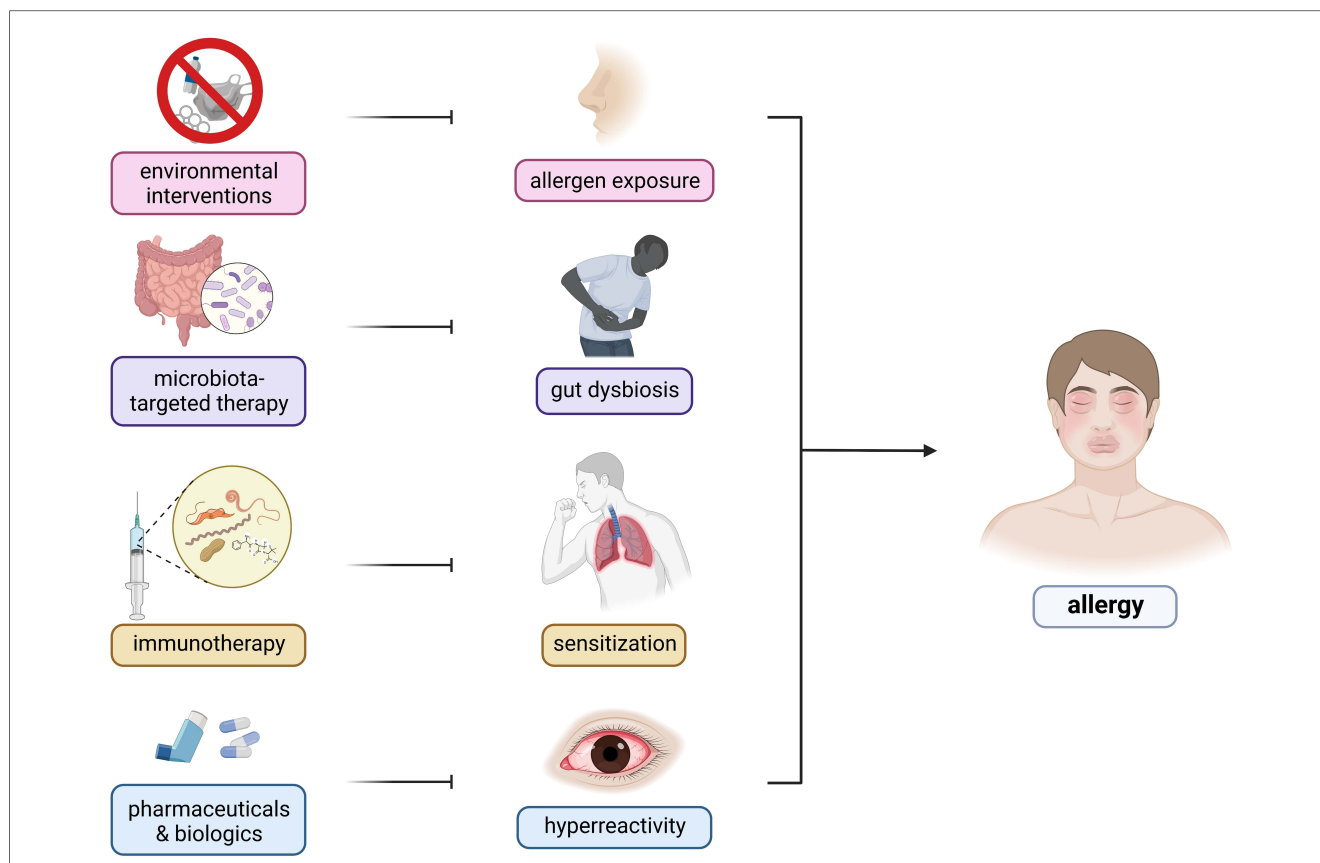 environmental
interventions
allergen exposure
microbiota-
targeted therapy
gut dysbiosis
immunotherapy
sensitization
allergy
pharmaceuticals
& biologics
hyperreactivity